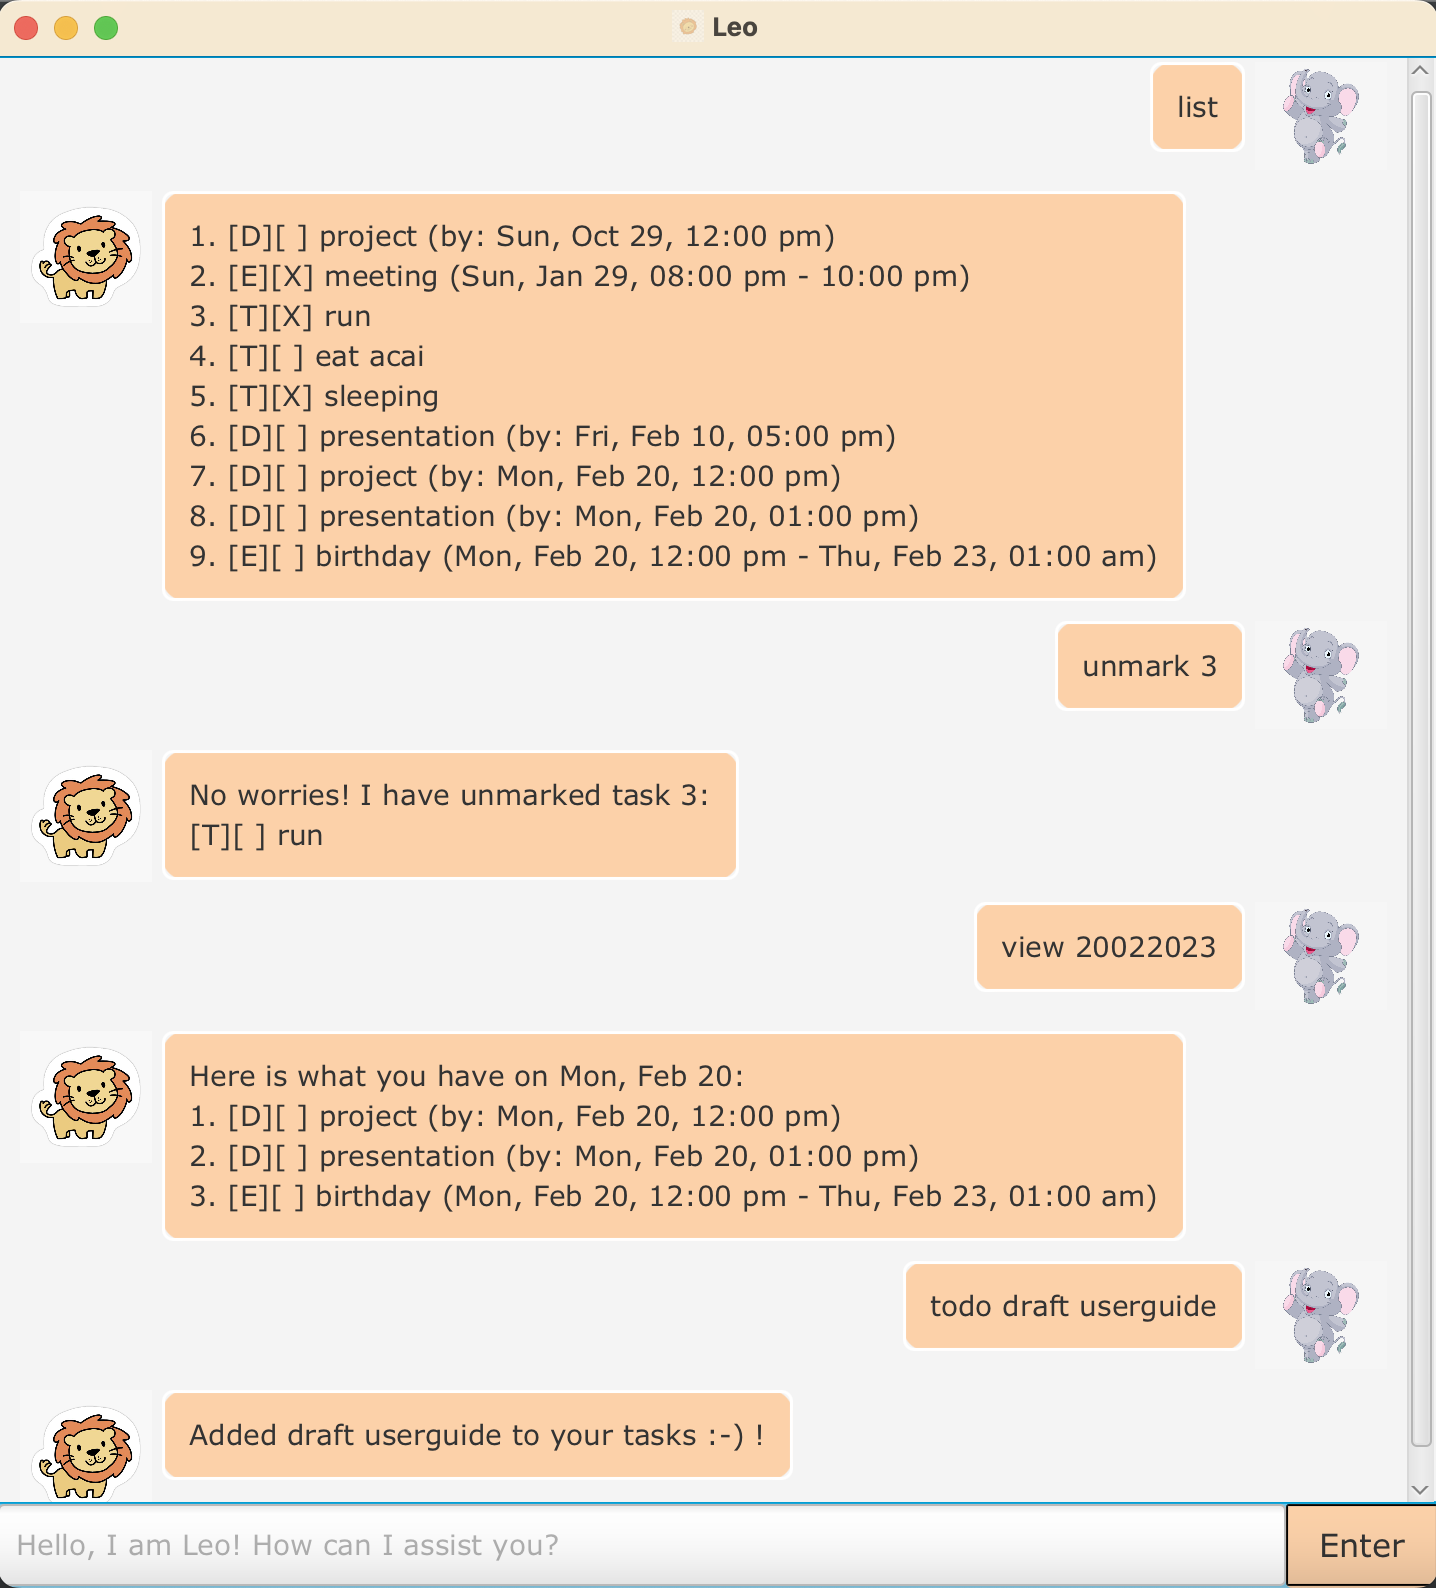 Leo
list
1. [D][ ] project (by: Sun, Oct 29, 12:00 pm)
2. [E][X] meeting (Sun, Jan 29, 08:00 pm - 10:00 pm)
3. [T][X] run
4. [T][ ] eat acai
5. [T][X] sleeping
6. [D][ ] presentation (by: Fri, Feb 10, 05:00 pm)
7. [D][ ] project (by: Mon, Feb 20, 12:00 pm)
8. [D][ ] presentation (by: Mon, Feb 20, 01:00 pm)
9. [E][ ] birthday (Mon, Feb 20, 12:00 pm - Thu, Feb 23, 01:00 am)
unmark 3
No worries! I have unmarked task 3:
[T][ ] run
view 20022023
Here is what you have on Mon, Feb 20:
1. [D][ ] project (by: Mon, Feb 20, 12:00 pm)
2. [D][ ] presentation (by: Mon, Feb 20, 01:00 pm)
3. [E][ ] birthday (Mon, Feb 20, 12:00 pm - Thu, Feb 23, 01:00 am)
todo draft userguide
Added draft userguide to your tasks :-) !
Hello, I am Leo! How can I assist you?
Enter